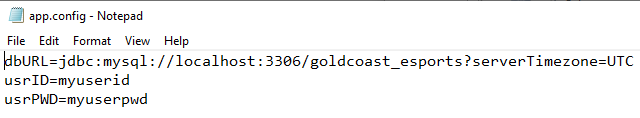 app.config - Notepad
File Edit Format View Help
dbURL=jdbc:mysql://localhost:3306/goldcoast_esports?serverTimezone=UTC
usrID=myuserid
usrPWD=myuserpwd